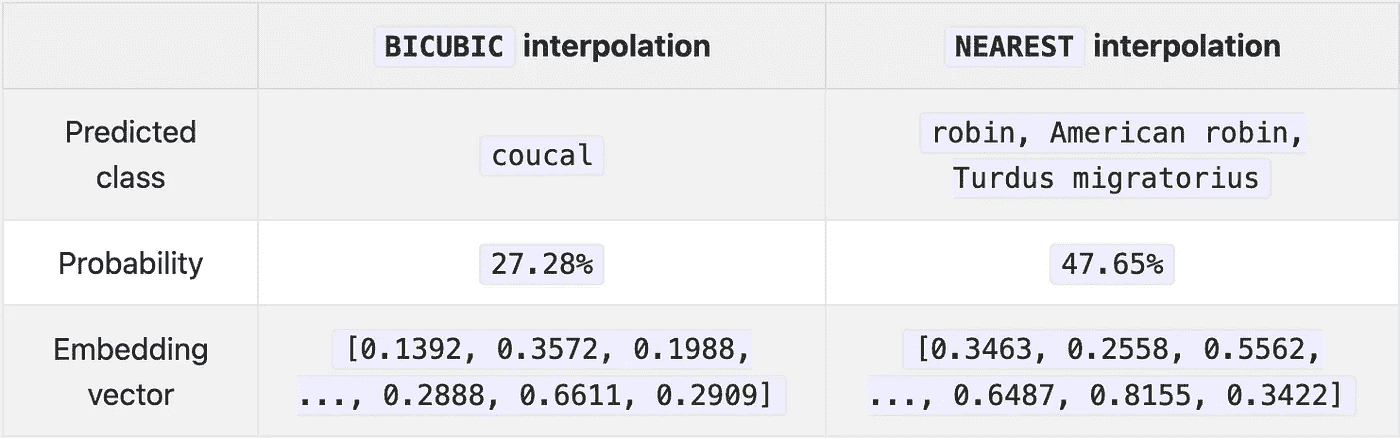 BICUBIC interpolation
NEAREST interpolation
Predicted
class
coucal
robin, American robin,
Turdus migratorius
Probability
27.28%
47.65%
Embedding
vector
[0.1392, 0.3572, 0.1988,
..., 0.2888, 0.6611, 0.2909]
[0.3463, 0.2558, 0.5562,
..., 0.6487, 0.8155, 0.3422]